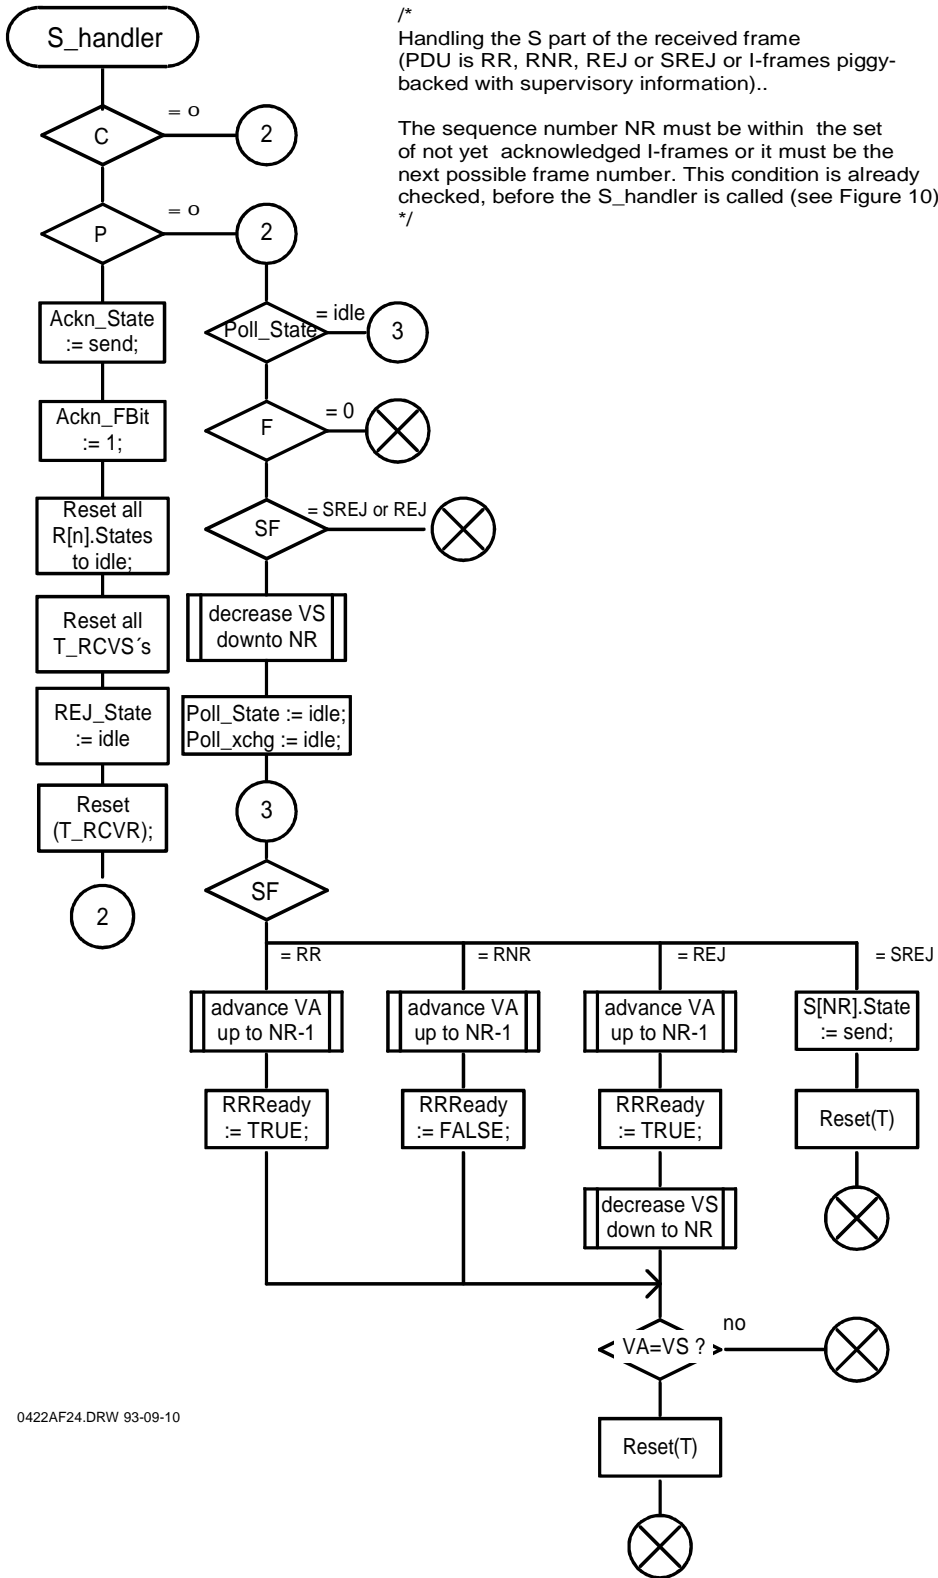 S_handler
/*
Handling the S part of the received frame
(PDU is RR, RNR, REJ or SREJ or I-frames piggy-
backed with supervisory information)..
The sequence number NR must be within the set
of not yet acknowledged I-frames or it must be the
next possible frame number. This condition is already
checked, before the S_handler is called (see Figure 10)
*/
C
= 0
2
P
= 0
2
Ackn_State
:= send;
Ackn_FBit
:= 1;
Reset all
R[n].States
to idle;
Reset all
T_RCVS´s
REJ_State
:= idle
Reset
(T_RCVR);
2
Poll_State
= idle
3
F
= 0
SF
= SREJ or REJ
decrease VS
downto NR
Poll_State := idle;
Poll_xchg := idle;
3
SF
= RR
= RNR
= REJ
= SREJ
advance VA
up to NR-1
advance VA
up to NR-1
advance VA
up to NR-1
S[NR].State
:= send;
RRReady
:= TRUE;
RRReady
:= FALSE;
RRReady
:= TRUE;
Reset(T)
decrease VS
down to NR
VA=VS ?
no
Reset(T)
0422AF24.DRW 93-09-10